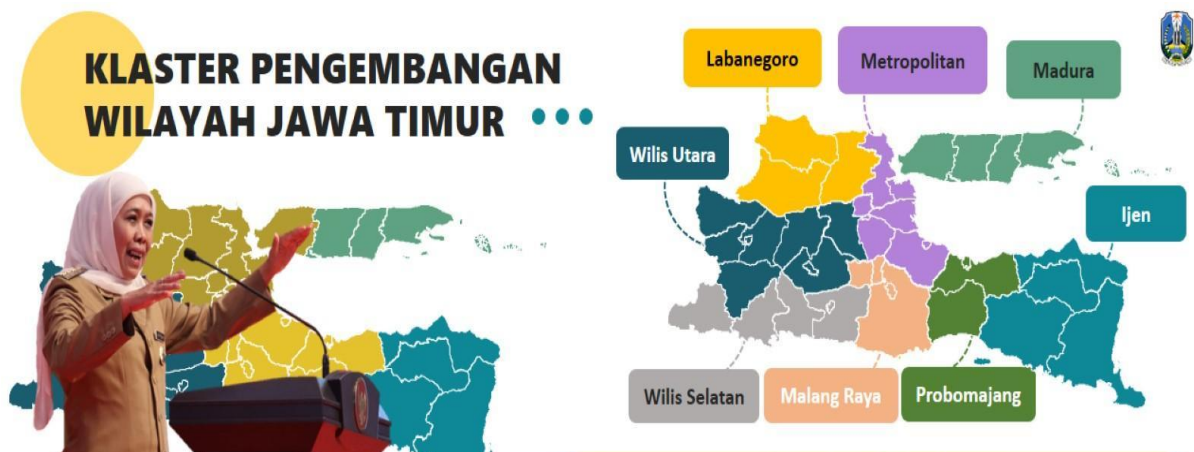 KLASTER PENGEMBANGAN
WILAYAH JAWA TIMUR
Labanegoro
Metropolitan
Madura
Wilis Utara
Ijen
Wilis Selatan
Malang Raya
Probomajang